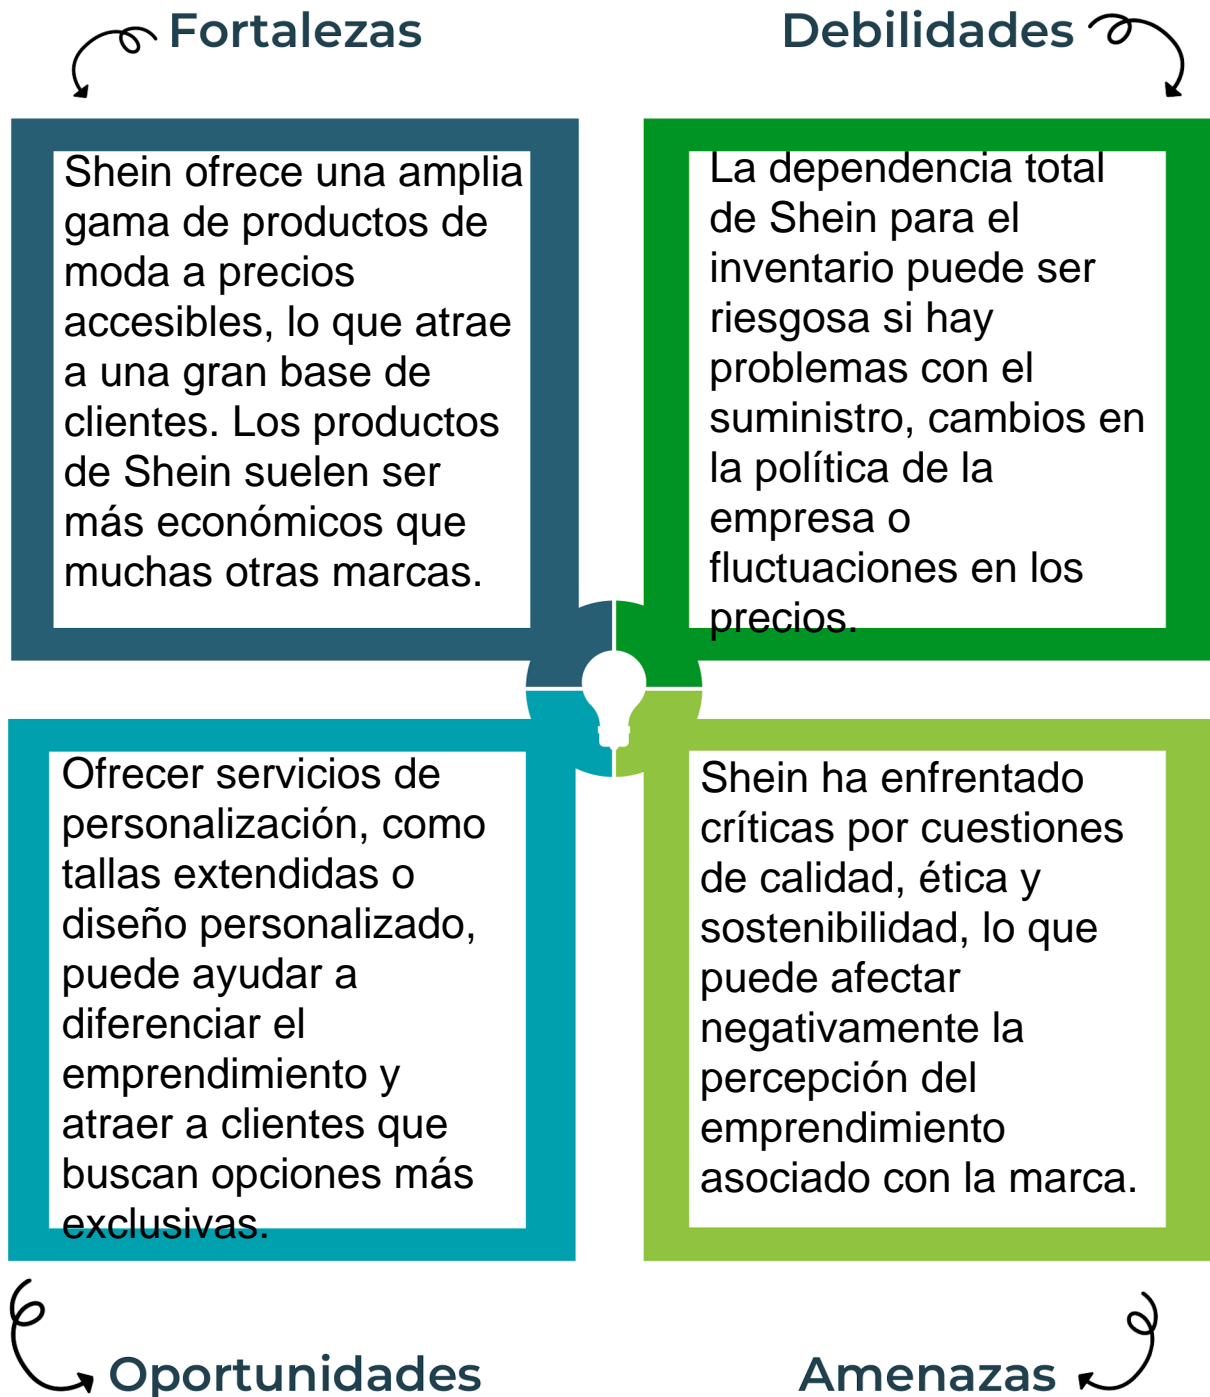 Fortalezas
Shein ofrece una amplia
gama de productos de
moda a precios
accesibles, lo que atrae
a una gran base de
clientes. Los productos
de Shein suelen ser
más económicos que
muchas otras marcas.
Debilidades
La dependencia total
de Shein para el
inventario puede ser
riesgosa si hay
problemas con el
suministro, cambios en
la política de la
empresa o
fluctuaciones en los
precios.
Ofrecer servicios de
personalización, como
tallas extendidas o
diseño personalizado,
puede ayudar a
diferenciar el
emprendimiento y
atraer a clientes que
buscan opciones más
exclusivas.
Oportunidades
Shein ha enfrentado
críticas por cuestiones
de calidad, ética y
sostenibilidad, lo que
puede afectar
negativamente la
percepción del
emprendimiento
asociado con la marca.
Amenazas